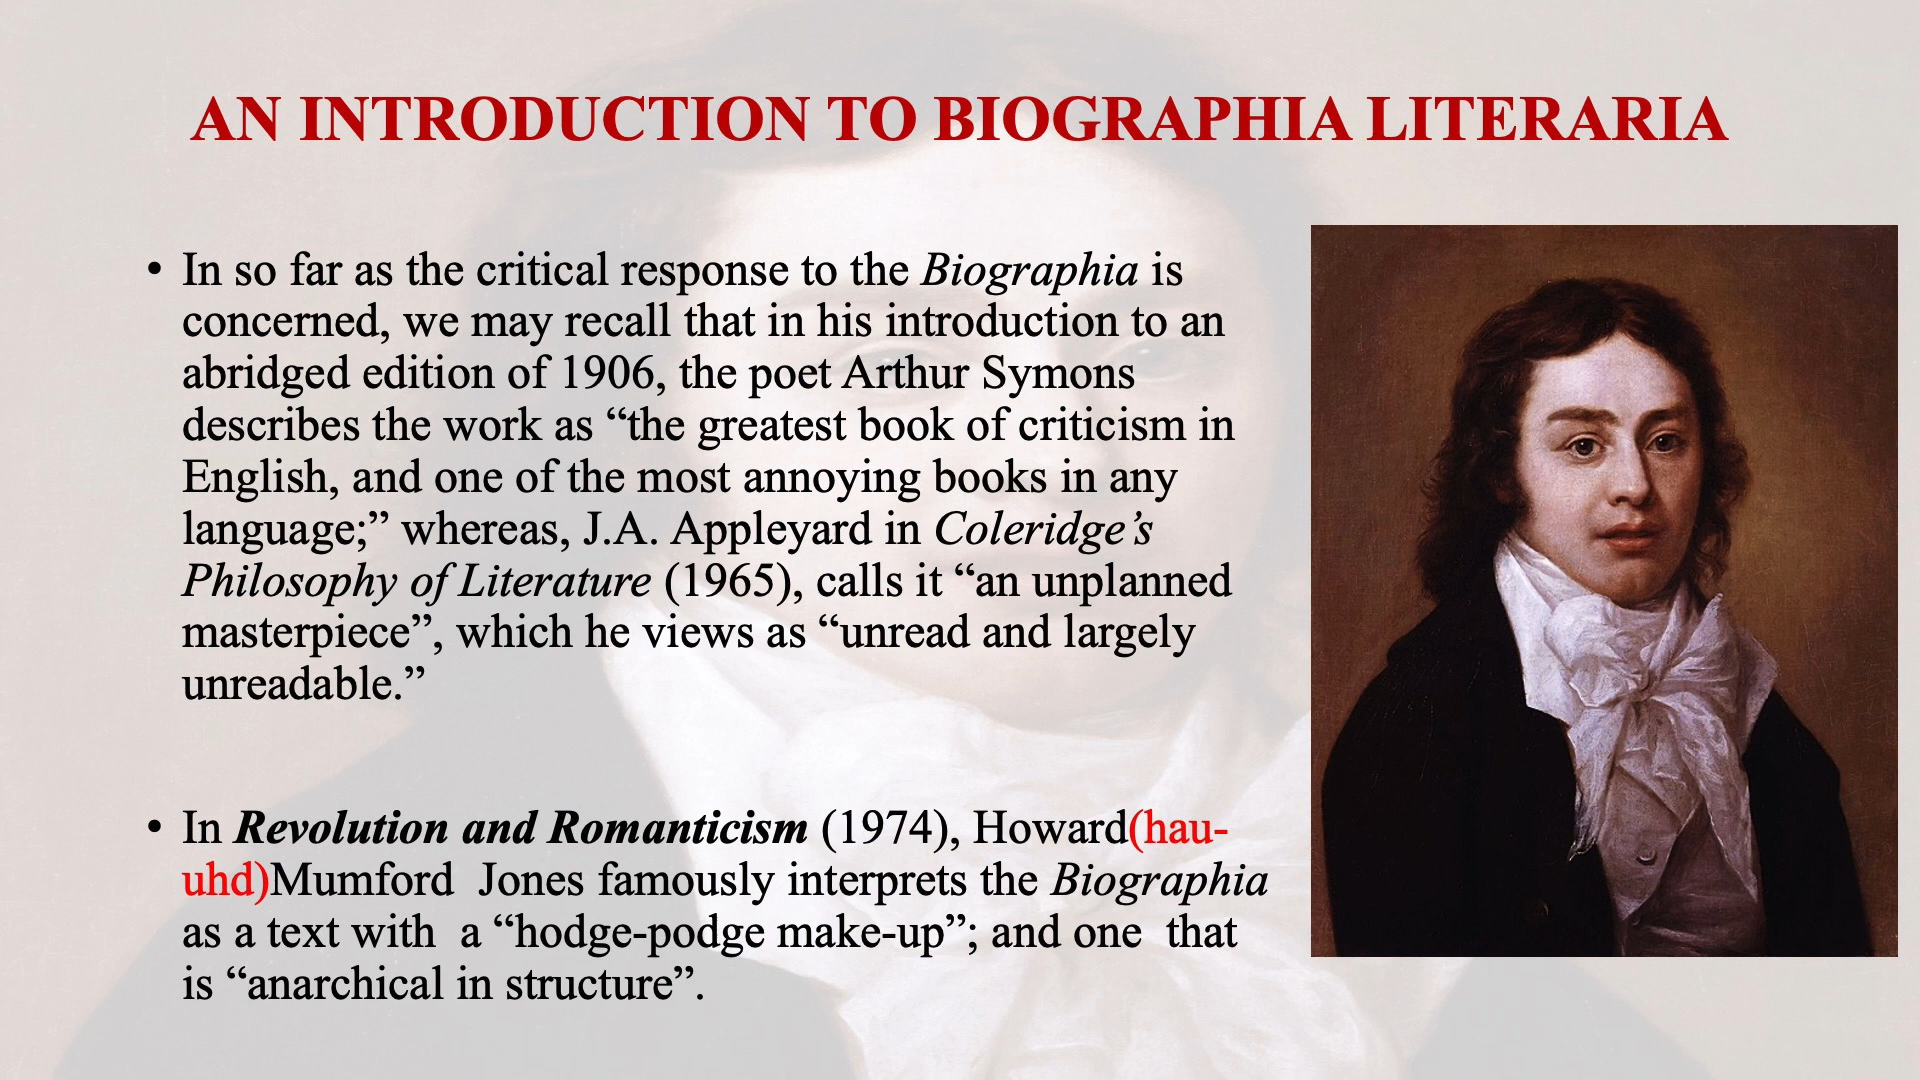 AN INTRODUCTION TO BIOGRAPHIA LITERARIA
• In so far as the critical response to the Biographia is
concerned, we may recall that in his introduction to an
abridged edition of 1906, the poet Arthur Symons
describes the work as “the greatest book of criticism in
English, and one of the most annoying books in any
language;” whereas, J.A. Appleyard in Coleridge’s
Philosophy of Literature (1965), calls it “an unplanned
masterpiece”, which he views as “unread and largely
unreadable.”
• In Revolution and Romanticism (1974), Howard(hau-
uhd)Mumford  Jones famously interprets the Biographia
as a text with  a “hodge-podge make-up”; and one  that
is “anarchical in structure”.